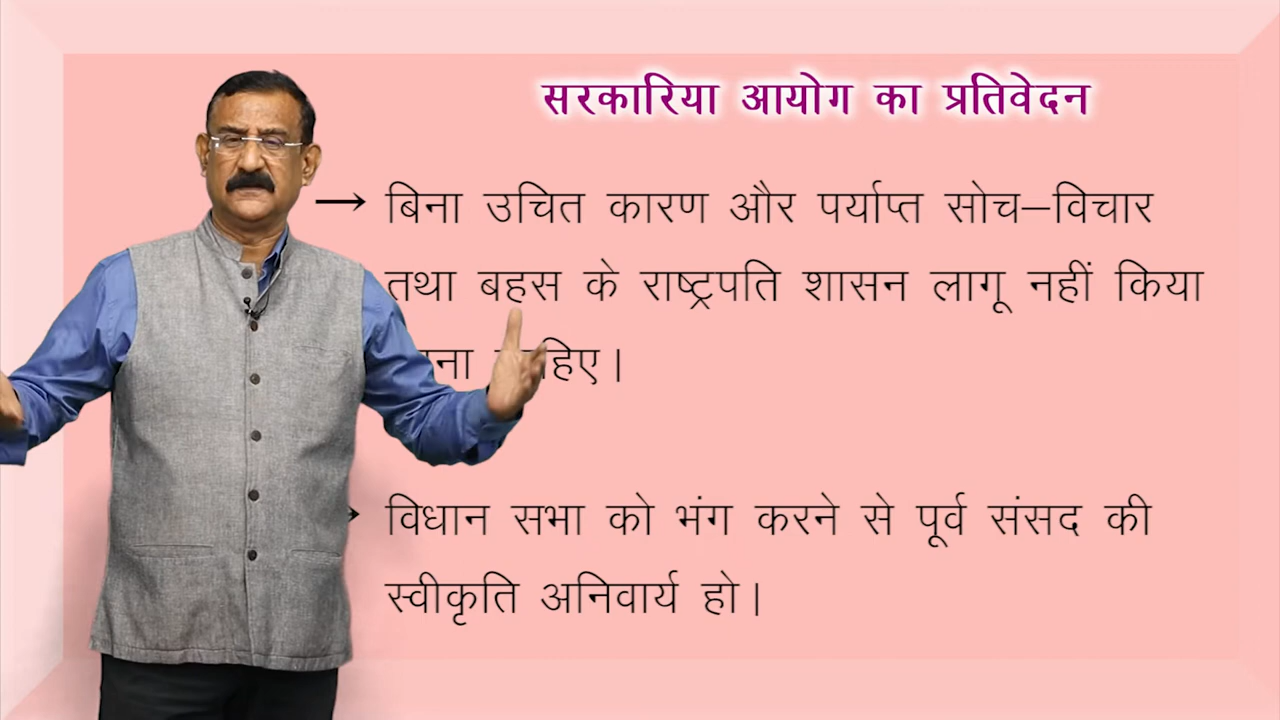 सरकारिया आयोग का प्रतिवेदन
→ बिना उचित कारण और पर्याप्त सोच–विचार
तथा बहस के राष्ट्रपति शासन लागू नहीं किया
विधान सभा को भंग करने से पूर्व संसद की
स्वीकृति अनिवार्य हो।